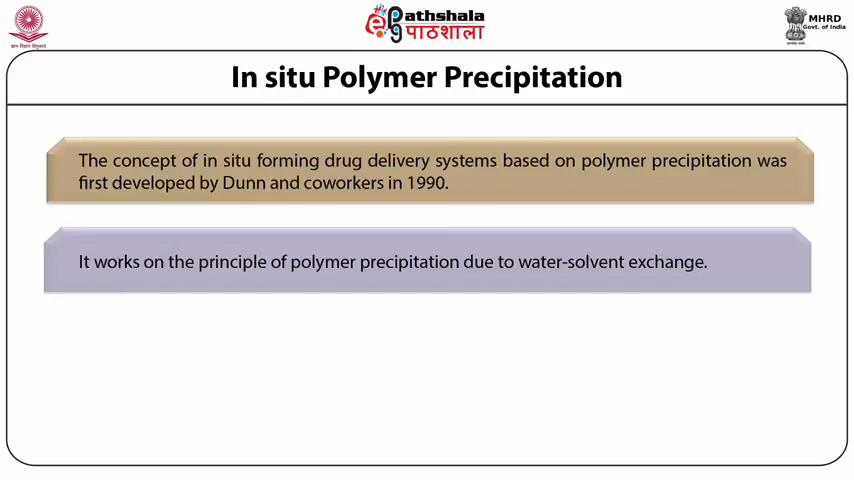 Pathshala
पाठशाला
MHRD
Govt. of India
In situ Polymer Precipitation
The concept of in situ forming drug delivery systems based on polymer precipitation was
first developed by Dunn and coworkers in 1990.
It works on the principle of polymer precipitation due to water-solvent exchange.